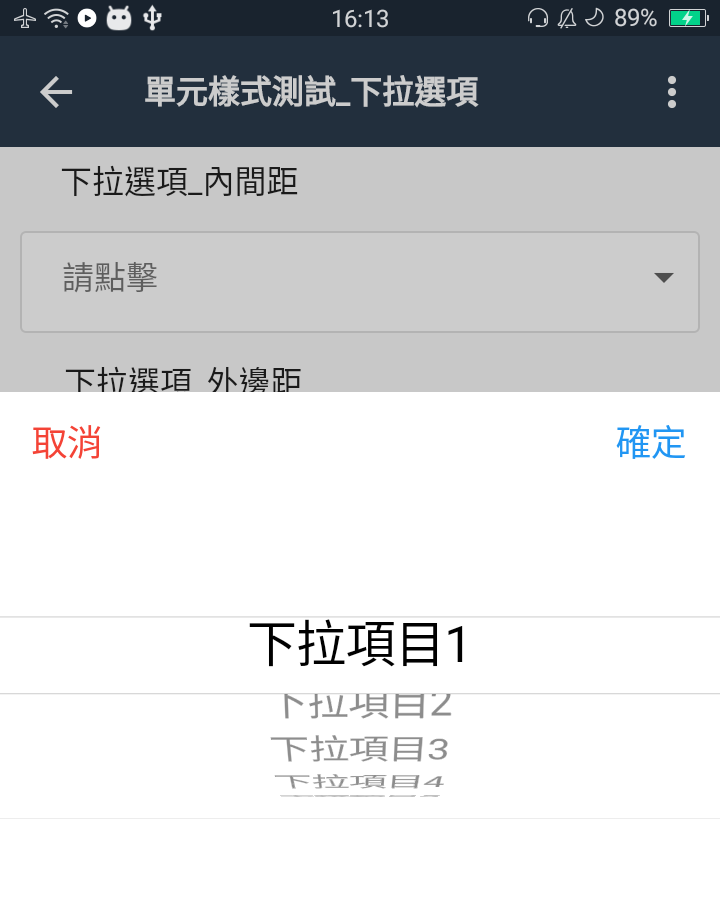 16:13 89%
單元樣式測試_下拉選項
下拉選項_內間距
請點擊
下拉選項_外邊距
取消 確定
下拉項目1
下拉項目2
下拉項目3
下拉項目4